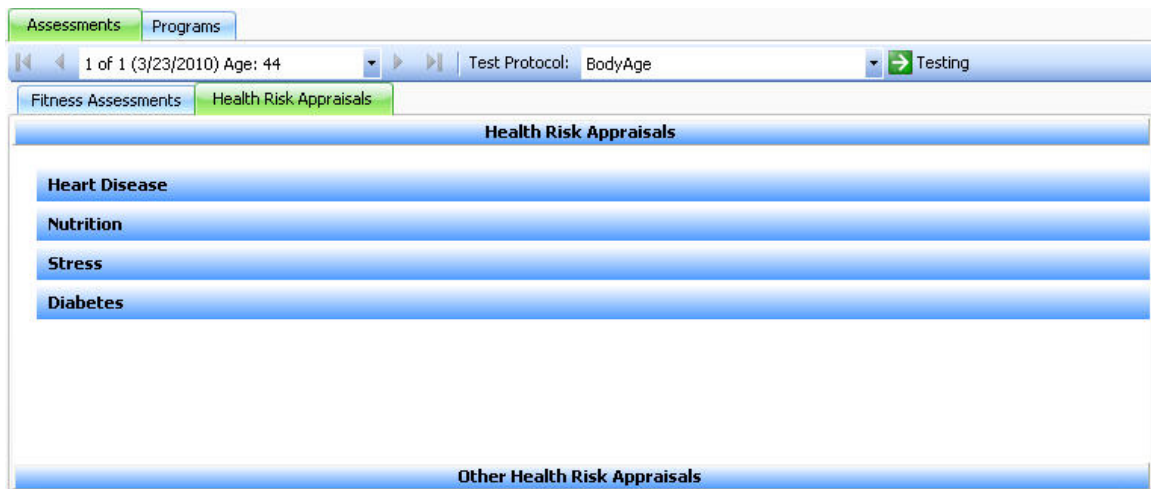 Assessments Programs
1 of 1 (3/23/2010) Age: 44 Test Protocol: BodyAge Testing
Fitness Assessments Health Risk Appraisals
Health Risk Appraisals
Heart Disease
Nutrition
Stress
Diabetes
Other Health Risk Appraisals